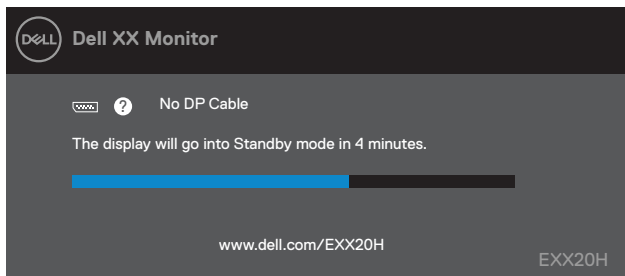 DELL Dell XX Monitor
? No DP Cable
The display will go into Standby mode in 4 minutes.
www.dell.com/EXX20H
EXX20H